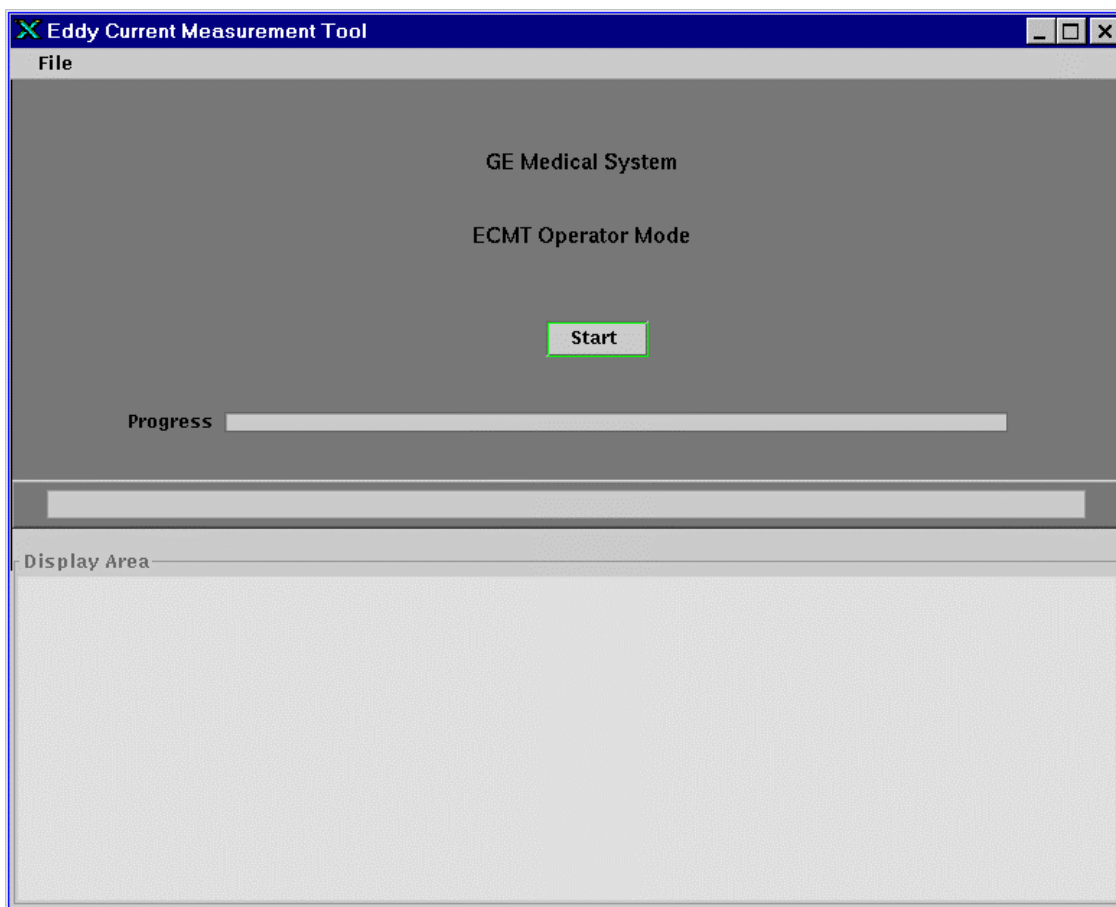 Eddy Current Measurement Tool
File
GE Medical System
ECMT Operator Mode
Start
Progress
Display Area